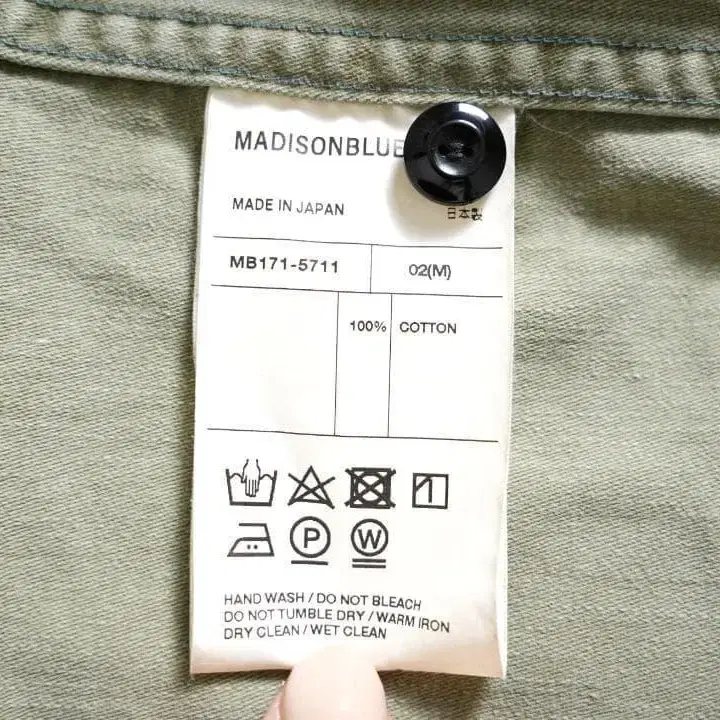 MADISONBLUE
MADE IN JAPAN
日本製
MB171-5711 02(M)
100% COTTON
P W
HAND WASH / DO NOT BLEACH
DO NOT TUMBLE DRY / WARM IRON
DRY CLEAN / WET CLEAN